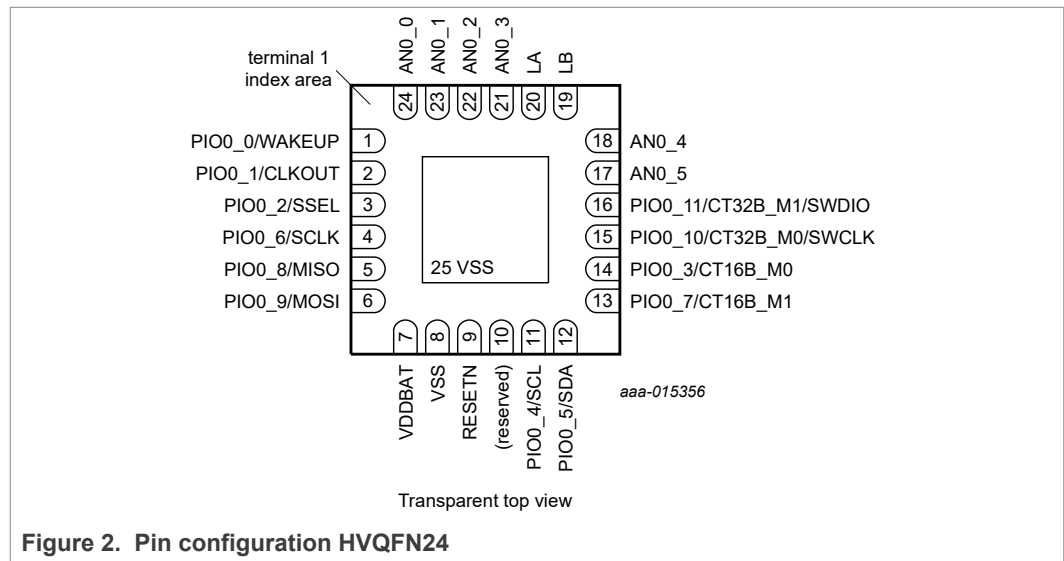 AN0_0
AN0_1
AN0_2
AN0_3
LA
LB
terminal 1
index area
24
23
22
21
20
19
PIO0_0/WAKEUP 1
PIO0_1/CLKOUT 2
PIO0_2/SSEL 3
PIO0_6/SCLK 4
PIO0_8/MISO 5
PIO0_9/MOSI 6
18 AN0_4
17 AN0_5
16 PIO0_11/CT32B_M1/SWDIO
15 PIO0_10/CT32B_M0/SWCLK
14 PIO0_3/CT16B_M0
13 PIO0_7/CT16B_M1
25 VSS
7
8
9
10
11
12
VDDBAT
VSS
RESETN
(reserved)
PIO0_4/SCL
PIO0_5/SDA
aaa-015356
Transparent top view
Figure 2. Pin configuration HVQFN24